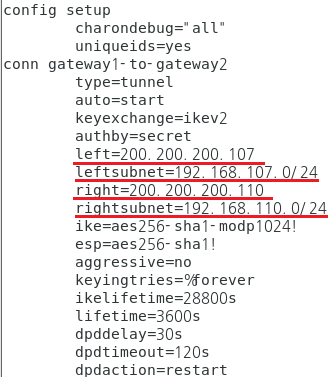 config setup
charondebug="all"
uniqueids=yes
conn gateway1-to-gateway2
type=tunnel
auto=start
keyexchange=ikev2
authby=secret
left=200.200.200.107
leftsubnet=192.168.107.0/24
right=200.200.200.110
rightsubnet=192.168.110.0/24
ike=aes256-sha1-modp1024!
esp=aes256-sha1!
aggressive=no
keyingtries=%forever
ikelifetime=28800s
lifetime=3600s
dpddelay=30s
dpdtimeout=120s
dpdaction=restart